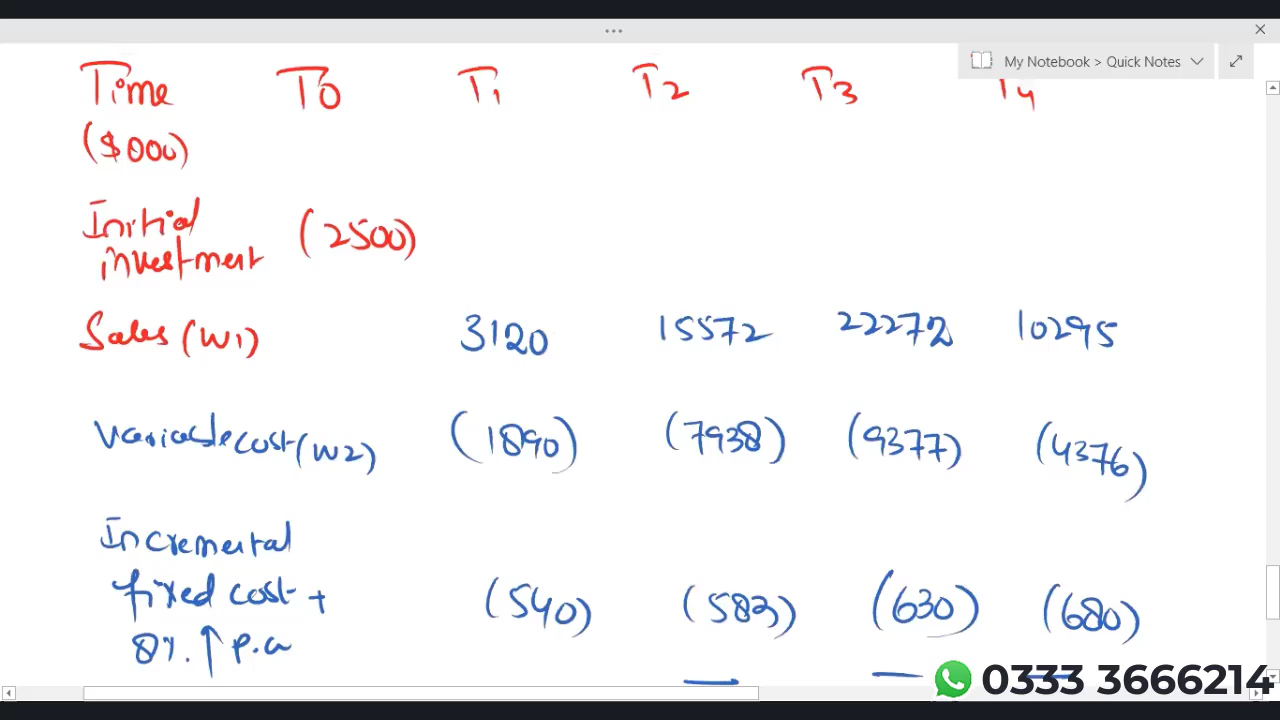 My Notebook > Quick Notes
Time T0 T1 T2 T3 T4
($000)
Initial
investment (2500)
Sales (W1) 3120 15572 22272 10295
Variable cost (W2) (1890) (7938) (9377) (4376)
Incremental
fixed cost + (540) (583) (630) (680)
8% ↑ p.a
0333 3666214